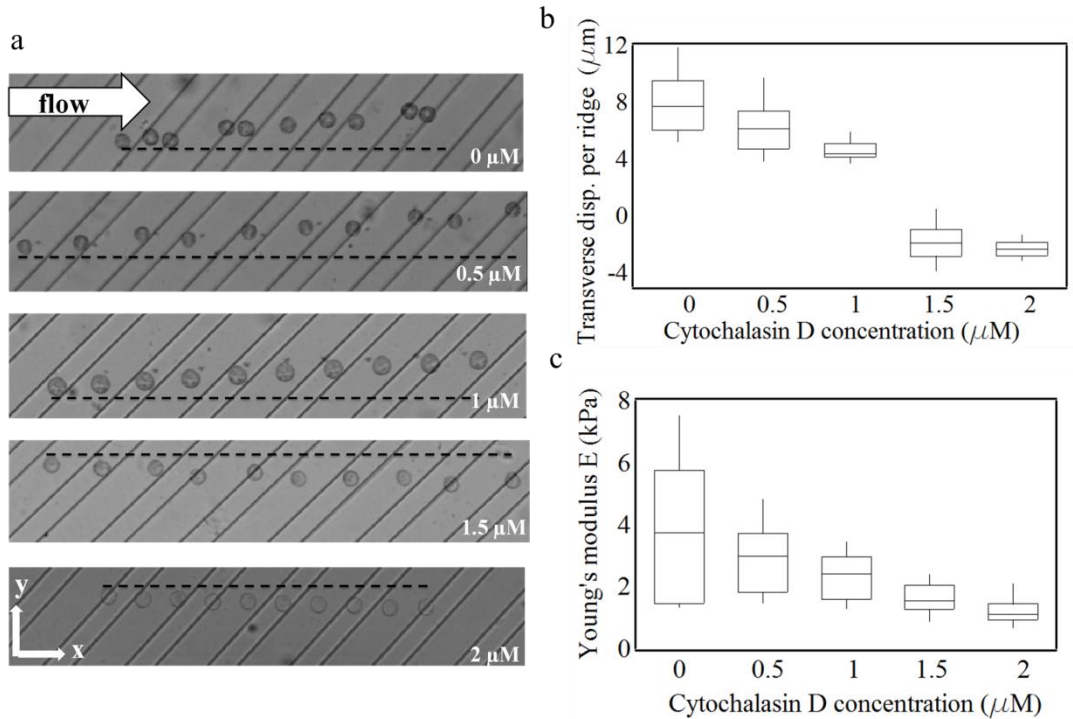 a
flow
0 μM
0.5 μM
1 μM
1.5 μM
y
x
2 μM
b
Transverse disp. per ridge (μm)
12
8
4
0
-4
0 0.5 1 1.5 2
Cytochalasin D concentration (μM)
c
Young's modulus E (kPa)
8
6
4
2
0
0 0.5 1 1.5 2
Cytochalasin D concentration (μM)